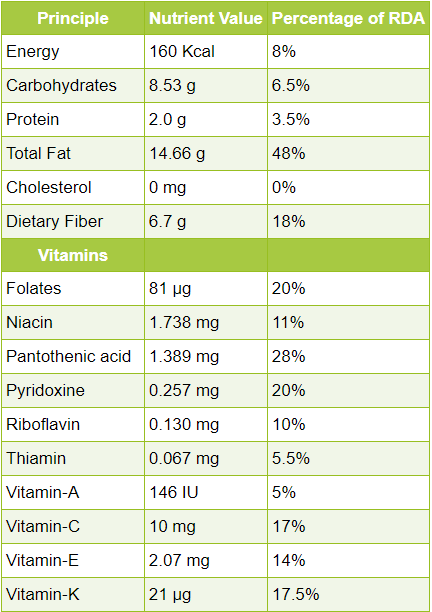 Principle Nutrient Value Percentage of RDA
Energy 160 Kcal 8%
Carbohydrates 8.53 g 6.5%
Protein 2.0 g 3.5%
Total Fat 14.66 g 48%
Cholesterol 0 mg 0%
Dietary Fiber 6.7 g 18%
Vitamins
Folates 81 µg 20%
Niacin 1.738 mg 11%
Pantothenic acid 1.389 mg 28%
Pyridoxine 0.257 mg 20%
Riboflavin 0.130 mg 10%
Thiamin 0.067 mg 5.5%
Vitamin-A 146 IU 5%
Vitamin-C 10 mg 17%
Vitamin-E 2.07 mg 14%
Vitamin-K 21 µg 17.5%